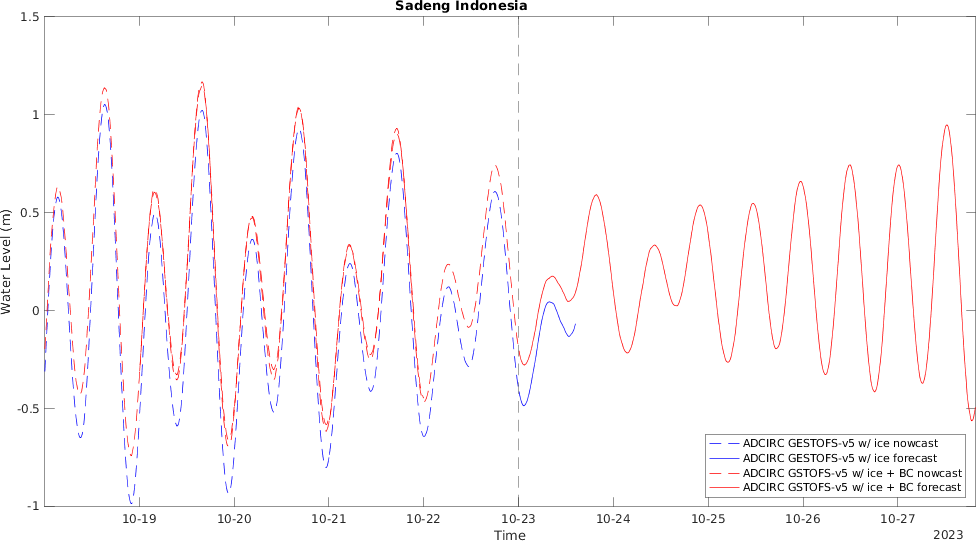 Sadeng Indonesia
1.5
1
0.5
0
-0.5
-1
Water Level (m)
10-19
10-20
10-21
10-22
10-23
10-24
10-25
10-26
10-27
Time
2023
ADCIRC GESTOFS-v5 w/ ice nowcast
ADCIRC GESTOFS-v5 w/ ice forecast
ADCIRC GSTOFS-v5 w/ ice + BC nowcast
ADCIRC GSTOFS-v5 w/ ice + BC forecast